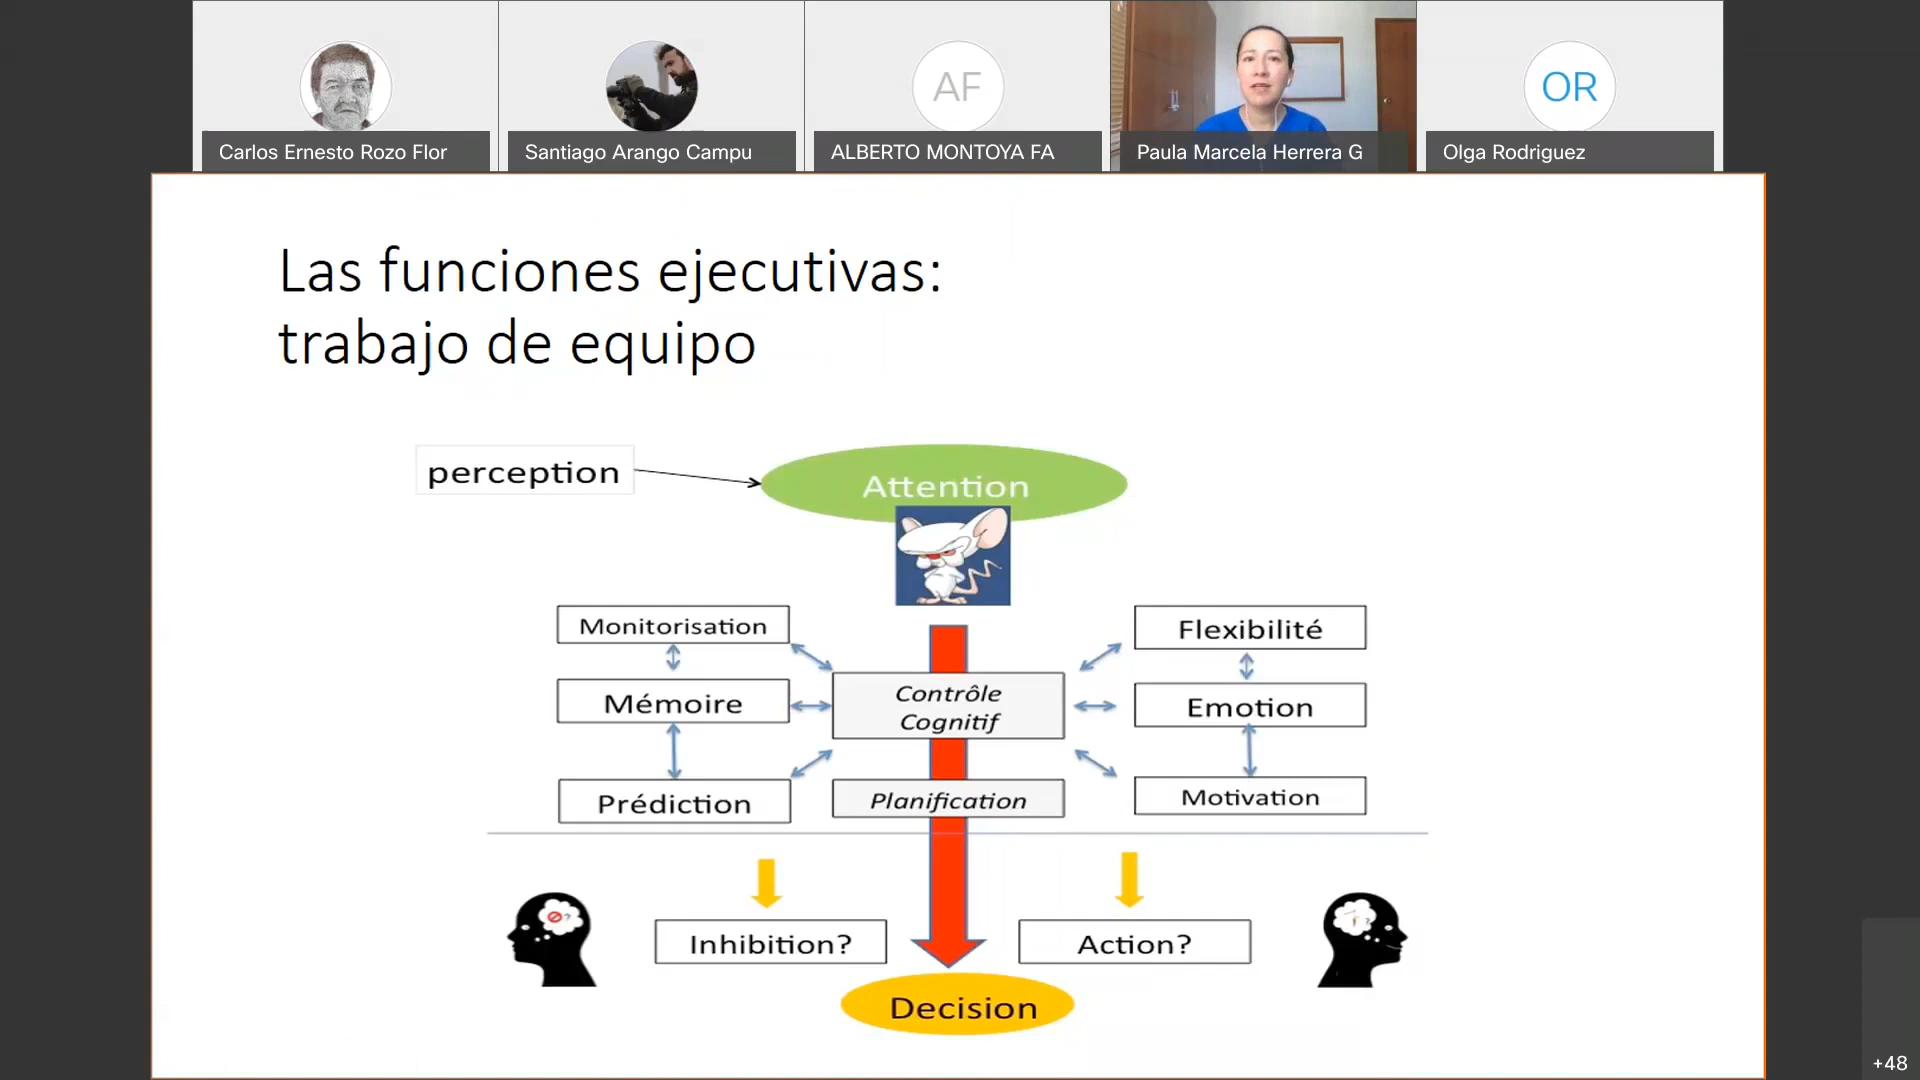 Carlos Ernesto Rozo Flor
Santiago Arango Campu
AF
ALBERTO MONTOYA FA
Paula Marcela Herrera G
OR
Olga Rodriguez
Las funciones ejecutivas:
trabajo de equipo
perception
Attention
Monitorisation
Flexibilité
Mémoire
Contrôle
Cognitif
Emotion
Prédiction
Planification
Motivation
Inhibition?
Action?
Decision
+48